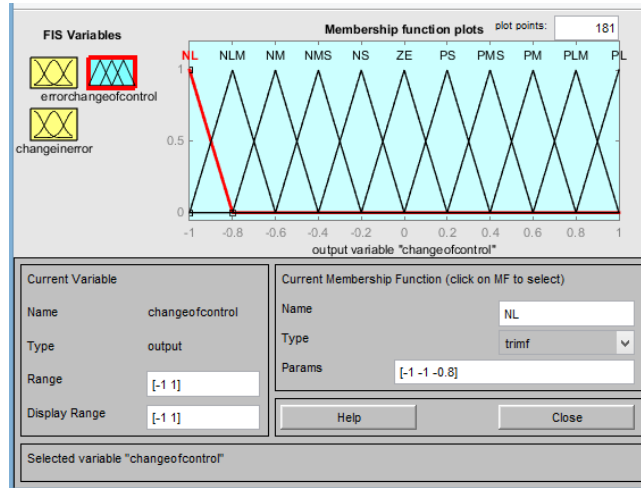 FIS Variables
Membership function plots plot points: 181
NL NLM NM NMS NS ZE PS PMS PM PLM PL
errorchangeofcontrol
changeinerror
1
0.5
0
-1 -0.8 -0.6 -0.4 -0.2 0 0.2 0.4 0.6 0.8 1
output variable "changeofcontrol"
Current Variable
Name changeofcontrol
Type output
Range [-1 1]
Display Range [-1 1]
Current Membership Function (click on MF to select)
Name NL
Type trimf
Params [-1 -1 -0.8]
Help Close
Selected variable "changeofcontrol"